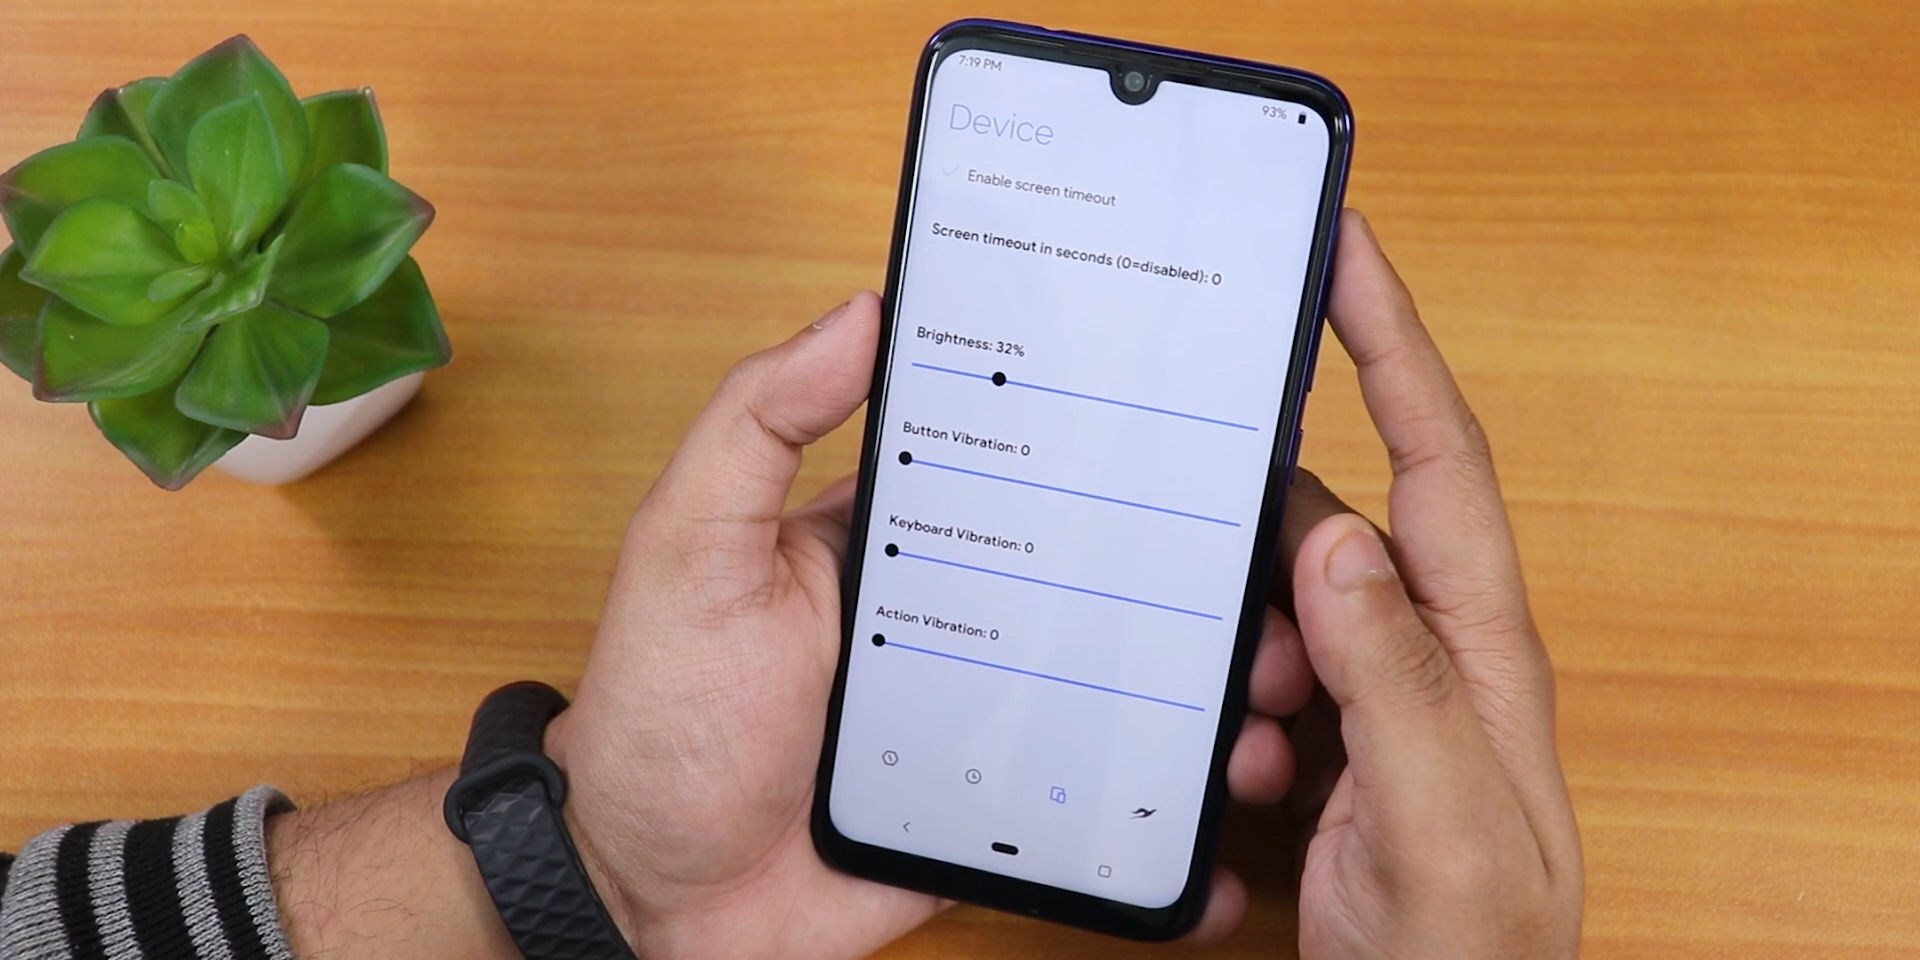 7:19 PM
93%
Device
Enable screen timeout
Screen timeout in seconds (0=disabled): 0
Brightness: 32%
Button Vibration: 0
Keyboard Vibration: 0
Action Vibration: 0